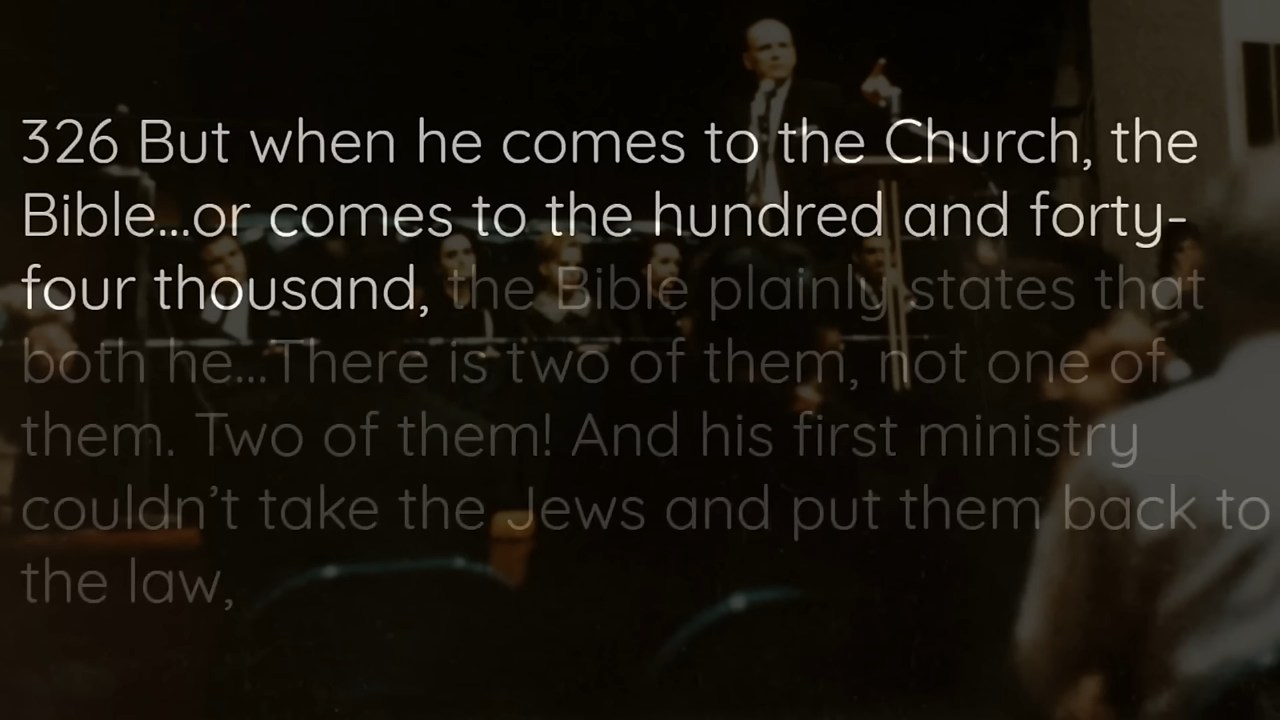 326 But when he comes to the Church, the
Bible...or comes to the hundred and forty-
four thousand, the Bible plainly states that
both he...There is two of them, not one of
them. Two of them! And his first ministry
couldn’t take the Jews and put them back to
the law,